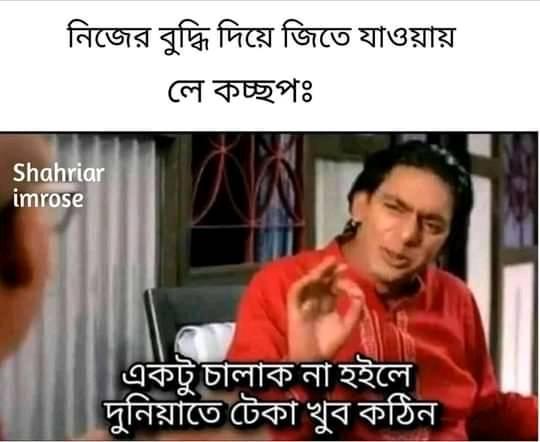 নিজের বুদ্ধি দিয়ে জিতে যাওয়ায়
লে কচ্ছপঃ
Shahriar
imrose
একটু চালাক না হইলে
দুনিয়াতে টেকা খুব কঠিন